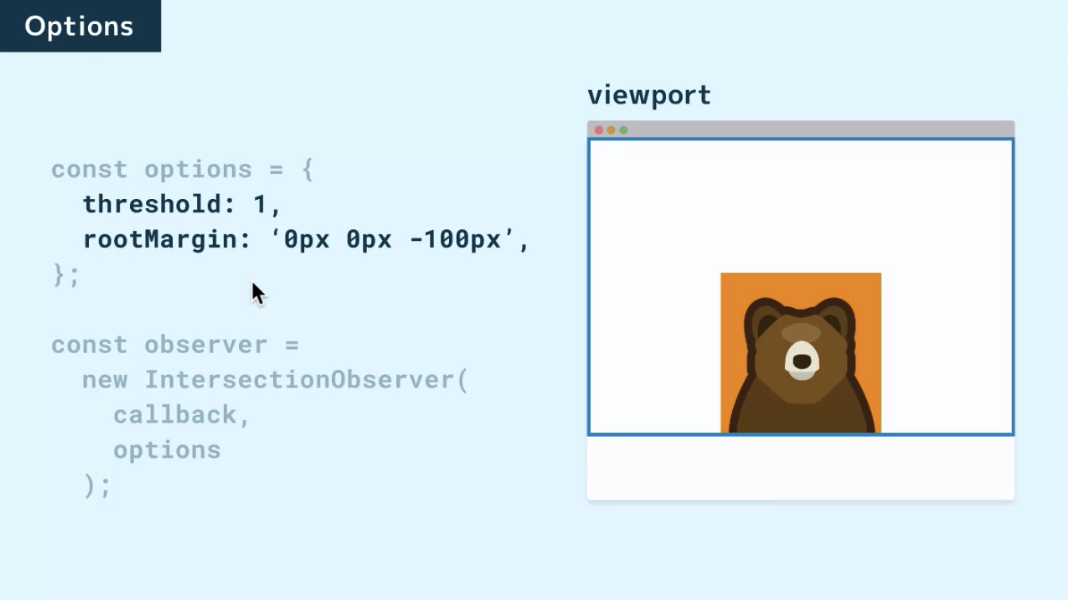 Options
const options = {
  threshold: 1,
  rootMargin: ‘0px 0px -100px’,
};
const observer =
  new IntersectionObserver(
    callback,
    options
  );
viewport